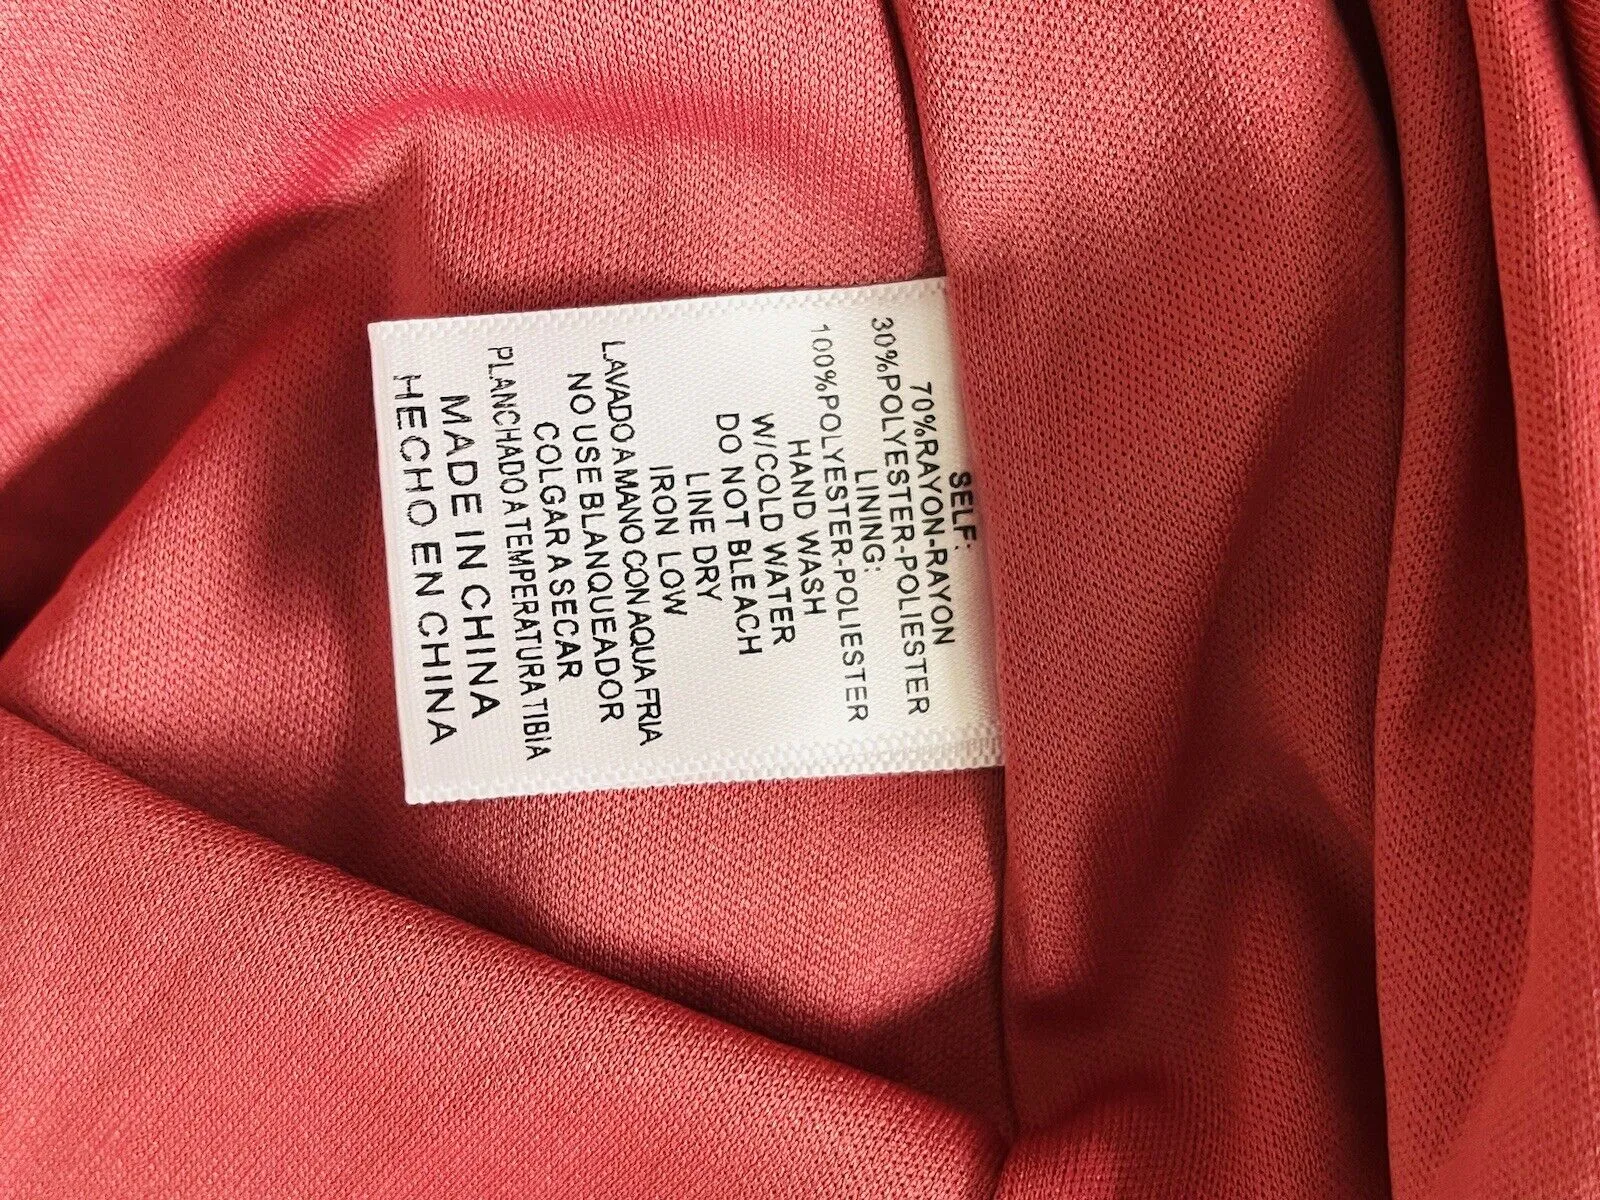 SELF:
70%RAYON-RAYON
30%POLYESTER-POLIESTER
LINING:
100%POLYESTER-POLIESTER
HAND WASH
W/COLD WATER
DO NOT BLEACH
LINE DRY
IRON LOW
LAVADO A MANO CON AQUA FRIA
NO USE BLANQUEADOR
COLGAR A SECAR
PLANCHADO A TEMPERATURA TIBIA
MADE IN CHINA
HECHO EN CHINA